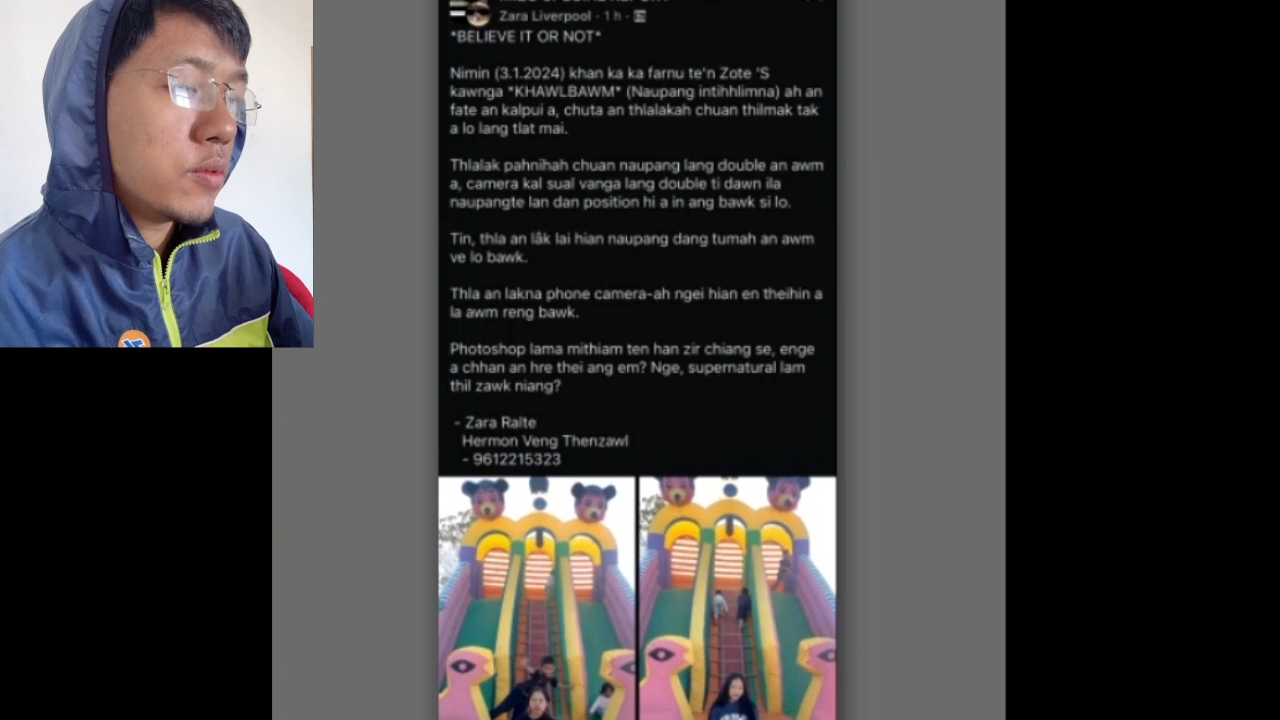 Zara Liverpool · 1 h ·
*BELIEVE IT OR NOT*
Nimin (3.1.2024) khan ka ka farnu te'n Zote 'S
kawnga *KHAWLBAWM* (Naupang intihhlimna) ah an
fate an kalpui a, chuta an thlalakah chuan thilmak tak
a lo lang tlat mai.
Thlalak pahnihah chuan naupang lang double an awm
a, camera kal sual vanga lang double ti dawn ila
naupangte lan dan position hi a in ang bawk si lo.
Tin, thla an lâk lai hian naupang dang tumah an awm
ve lo bawk.
Thla an lakna phone camera-ah ngei hian en theihin a
la awm reng bawk.
Photoshop lama mithiam ten han zir chiang se, enge
a chhan an hre thei ang em? Nge, supernatural lam
thil zawk niang?
- Zara Ralte
Hermon Veng Thenzawl
- 9612215323